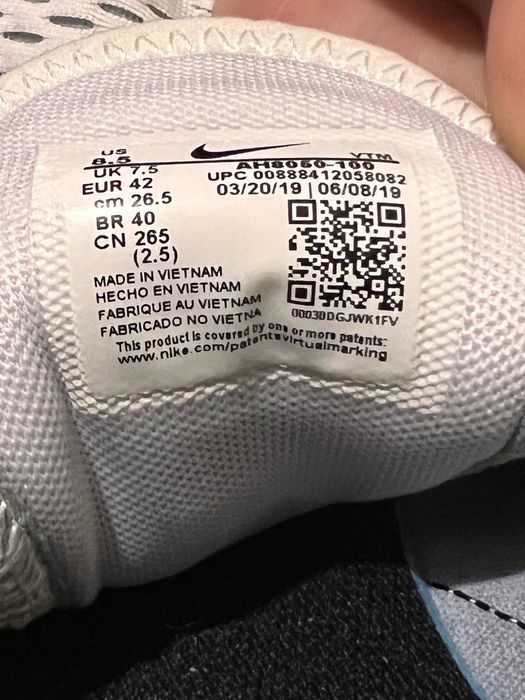 US
8.5
UK 7.5
EUR 42
cm 26.5
BR 40
CN 265
(2.5)
VTM
AH8050-100
UPC 00888412058082
03/20/19 | 06/08/19
0003DDGJWK1FV
MADE IN VIETNAM
HECHO EN VIETNAM
FABRIQUE AU VIETNAM
FABRICADO NO VIETNA
This product is covered by one or more patents:
www.nike.com/patentsvirtualmarking